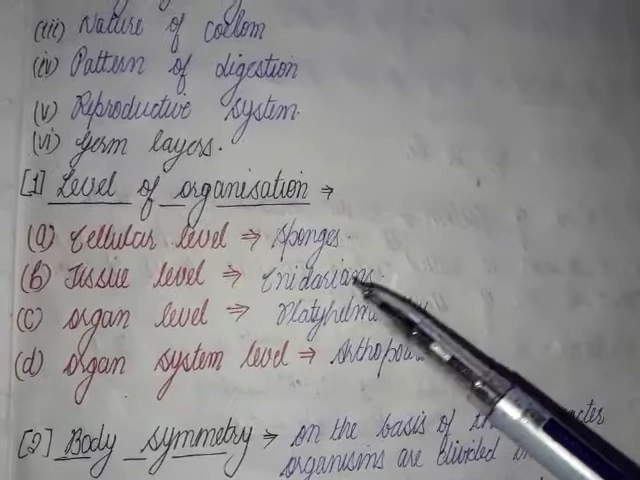 (iii) Nature of coelom
(iv) Pattern of digestion
(v) Reproductive system.
(vi) Germ layers.
[1] Level of organisation →
(a) Cellular level ⇒ Sponges.
(b) Tissue level ⇒ Cnidarians.
(c) organ level ⇒
(d) organ system level ⇒
[2] Body symmetry ⇒ on the basis of
organisms are divided